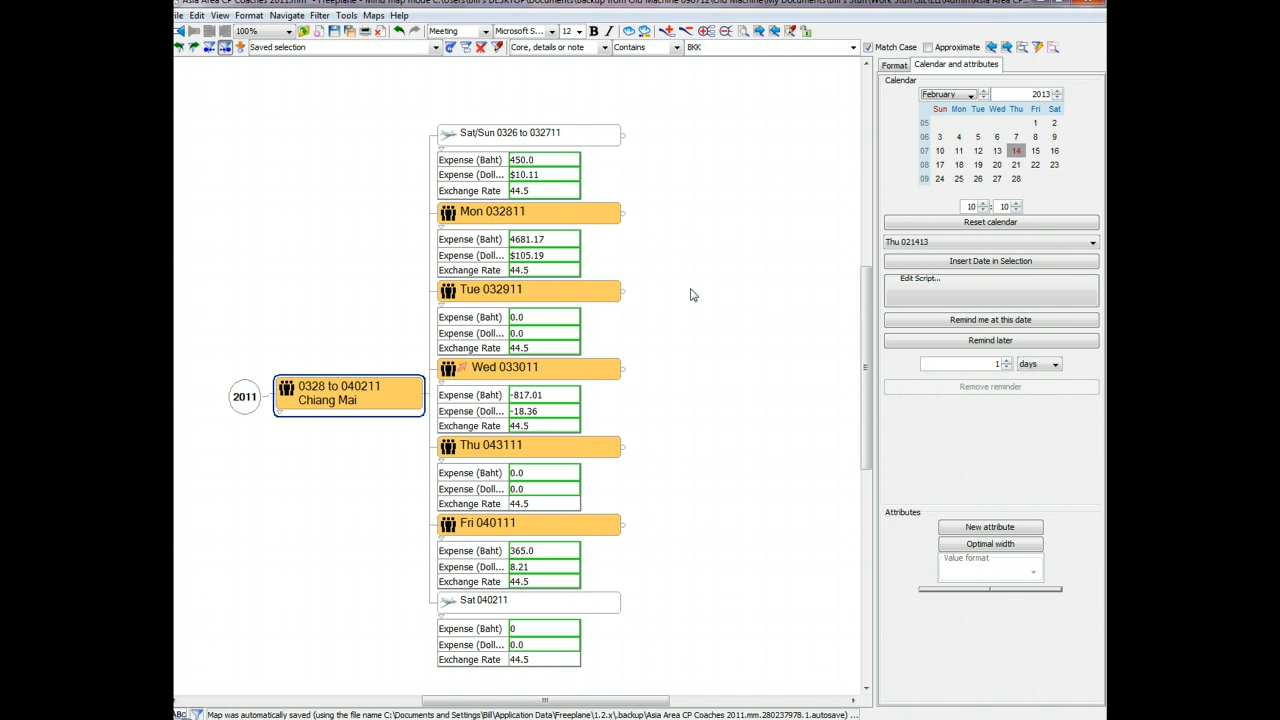 Asia Area CP Coaches 2011.mm* - Freeplane - Mind map mode
File Edit View Format Navigate Filter Tools Maps Help
100% Meeting Microsoft S... 12 B I
Saved selection Core, details or note Contains BKK Match Case Approximate
Format Calendar and attributes
Calendar
February 2013
Sun Mon Tue Wed Thu Fri Sat
05 1 2
06 3 4 5 6 7 8 9
07 10 11 12 13 14 15 16
08 17 18 19 20 21 22 23
09 24 25 26 27 28
10 : 10
Reset calendar
Thu 021413
Insert Date in Selection
Edit Script...
Remind me at this date
Remind later
1 days
Remove reminder
Attributes
New attribute
Optimal width
Value format
2011
0328 to 040211
Chiang Mai
Sat/Sun 0326 to 032711
Expense (Baht) 450.0
Expense (Doll... $10.11
Exchange Rate 44.5
Mon 032811
Expense (Baht) 4681.17
Expense (Doll... $105.19
Exchange Rate 44.5
Tue 032911
Expense (Baht) 0.0
Expense (Doll... 0.0
Exchange Rate 44.5
Wed 033011
Expense (Baht) -817.01
Expense (Doll... -18.36
Exchange Rate 44.5
Thu 043111
Expense (Baht) 0.0
Expense (Doll... 0.0
Exchange Rate 44.5
Fri 040111
Expense (Baht) 365.0
Expense (Doll... 8.21
Exchange Rate 44.5
Sat 040211
Expense (Baht) 0
Expense (Doll... 0.0
Exchange Rate 44.5
ABC Map was automatically saved (using the file name C:\Documents and Settings\Bill\Application Data\Freeplane\1.2.x\.backup\Asia Area CP Coaches 2011.mm.280237978.1.autosave) ...